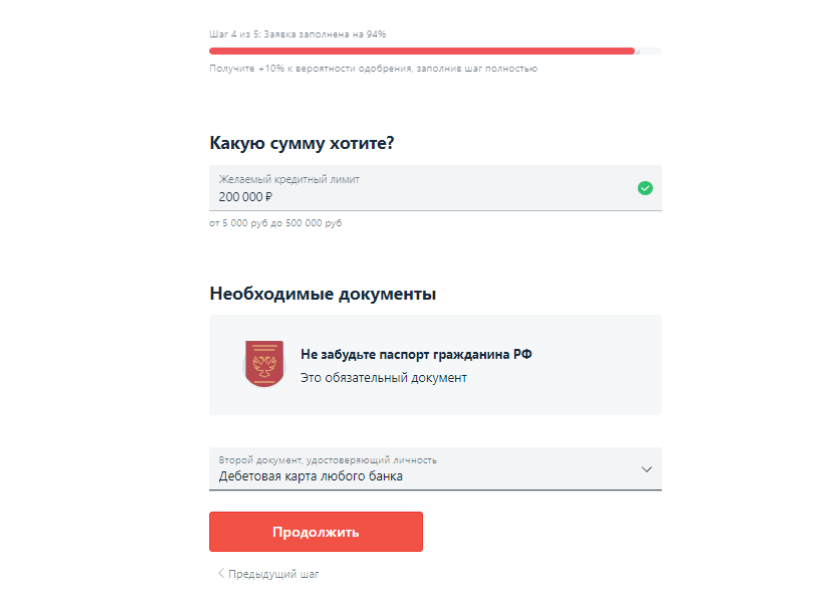 Шаг 4 из 5: Заявка заполнена на 94%
Получите +10% к вероятности одобрения, заполнив шаг полностью
Какую сумму хотите?
Желаемый кредитный лимит
200 000 ₽
от 5 000 руб до 500 000 руб
Необходимые документы
Не забудьте паспорт гражданина РФ
Это обязательный документ
Второй документ, удостоверяющий личность
Дебетовая карта любого банка
Продолжить
Предыдущий шаг